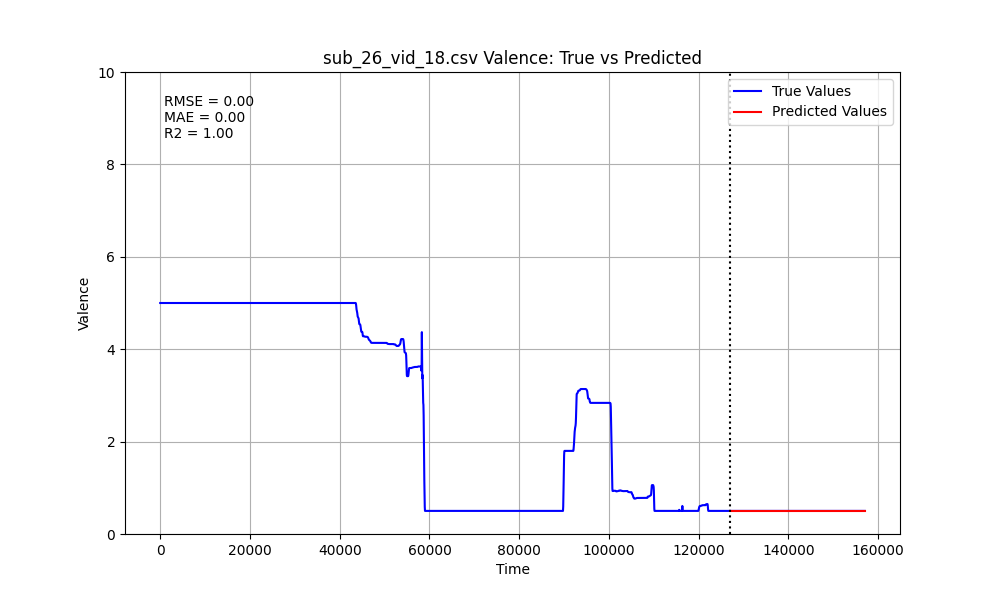 sub_26_vid_18.csv Valence: True vs Predicted
RMSE = 0.00
MAE = 0.00
R2 = 1.00
True Values
Predicted Values
Valence
10
8
6
4
2
0
0 20000 40000 60000 80000 100000 120000 140000 160000
Time